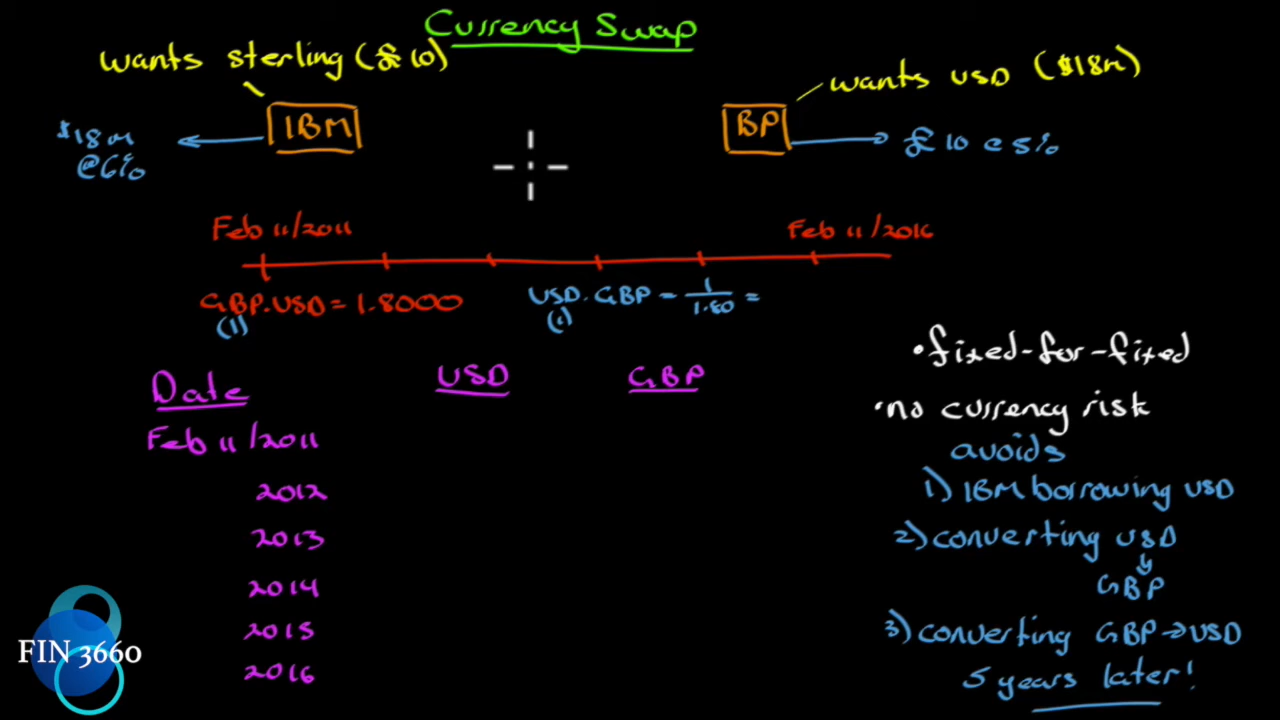 Currency Swap
wants sterling (£10)
wants USD ($18m)
IBM
BP
$18m
@6%
£10 @ 5%
Feb 11/2011
Feb 11/2016
GBP.USD = 1.8000
(1)
USD.GBP = 1/1.80 =
(1)
Date
USD
GBP
Feb 11/2011
2012
2013
2014
2015
2016
•fixed-for-fixed
•no currency risk
avoids
1) IBM borrowing USD
2) converting USD
↓
GBP
3) converting GBP→USD
5 years later!
FIN 3660